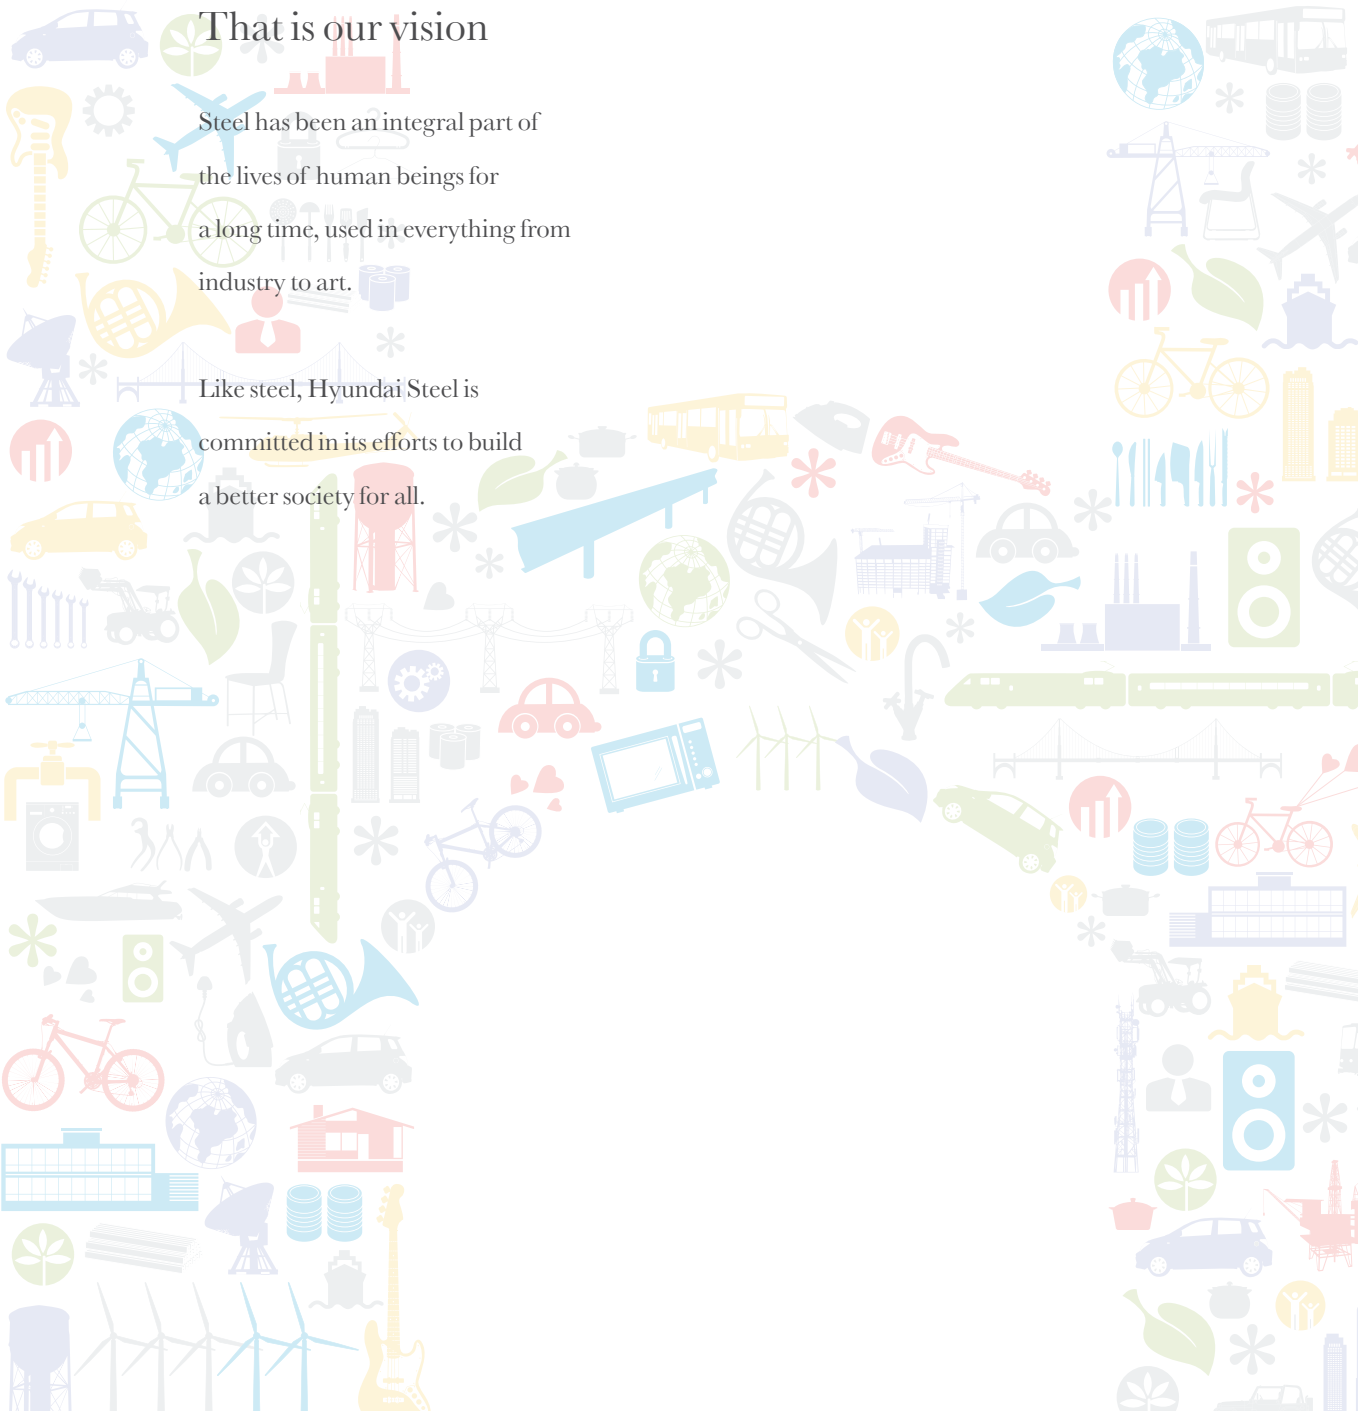 That is our vision
Steel has been an integral part of
the lives of human beings for
a long time, used in everything from
industry to art.
Like steel, Hyundai Steel is
committed in its efforts to build
a better society for all.